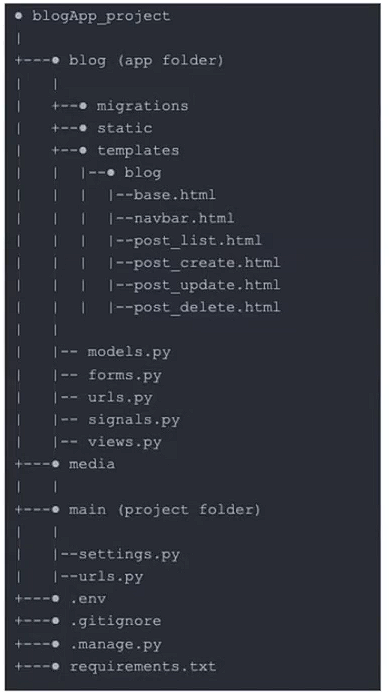 ● blogApp_project
|
+---● blog (app folder)
|   |
|   +--● migrations
|   +--● static
|   +--● templates
|   |  |--● blog
|   |  |  |--base.html
|   |  |  |--navbar.html
|   |  |  |--post_list.html
|   |  |  |--post_create.html
|   |  |  |--post_update.html
|   |  |  |--post_delete.html
|   |
|   |-- models.py
|   |-- forms.py
|   |-- urls.py
|   |-- signals.py
|   |-- views.py
+---● media
|   |
+---● main (project folder)
|   |
|   |--settings.py
|   |--urls.py
+---● .env
+---● .gitignore
+---● .manage.py
+---● requirements.txt